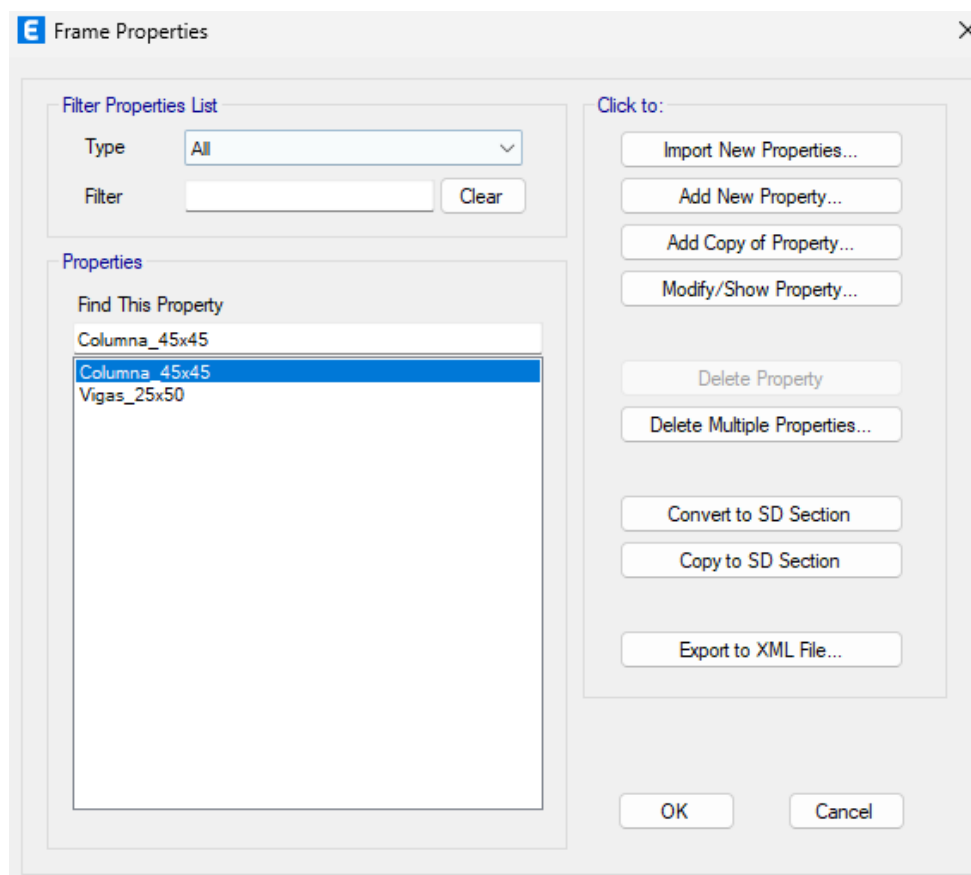 E Frame Properties
Filter Properties List
Type All
Filter Clear
Properties
Find This Property
Columna_45x45
Columna_45x45
Vigas_25x50
Click to:
Import New Properties...
Add New Property...
Add Copy of Property...
Modify/Show Property...
Delete Property
Delete Multiple Properties...
Convert to SD Section
Copy to SD Section
Export to XML File...
OK Cancel